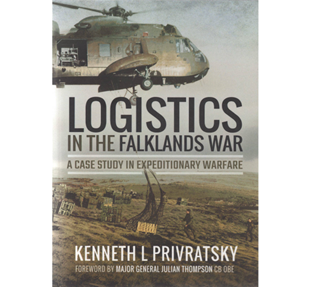 LOGISTICS
IN THE FALKLANDS WAR
A CASE STUDY IN EXPEDITIONARY WARFARE
KENNETH L PRIVRATSKY
FOREWORD BY MAJOR GENERAL JULIAN THOMPSON CB OBE